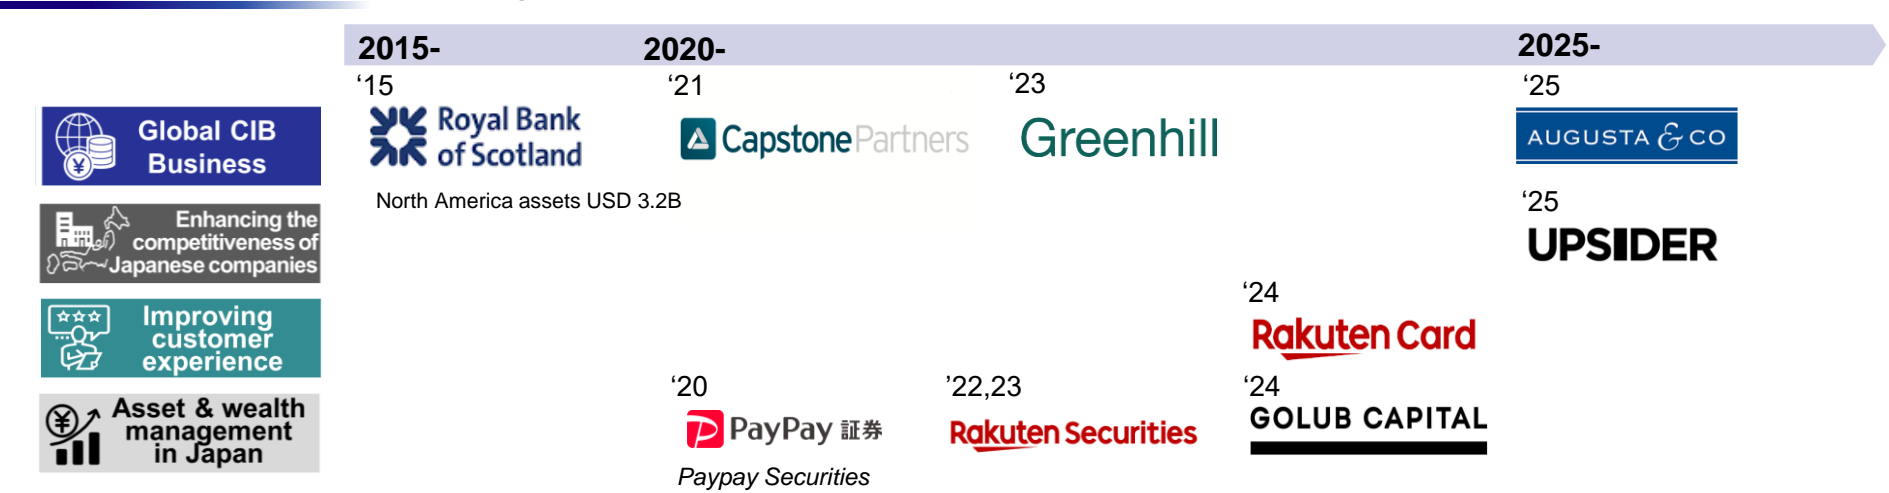 2015-
2020-
2025-
‘15
‘21
‘23
‘25
Global CIB
Business
Royal Bank
of Scotland
CapstonePartners
Greenhill
AUGUSTA & CO
North America assets USD 3.2B
‘25
Enhancing the
competitiveness of
Japanese companies
UPSIDER
‘24
Improving
customer
experience
Rakuten Card
‘20
’22,23
‘24
Asset & wealth
management
in Japan
PayPay 証券
Rakuten Securities
GOLUB CAPITAL
Paypay Securities